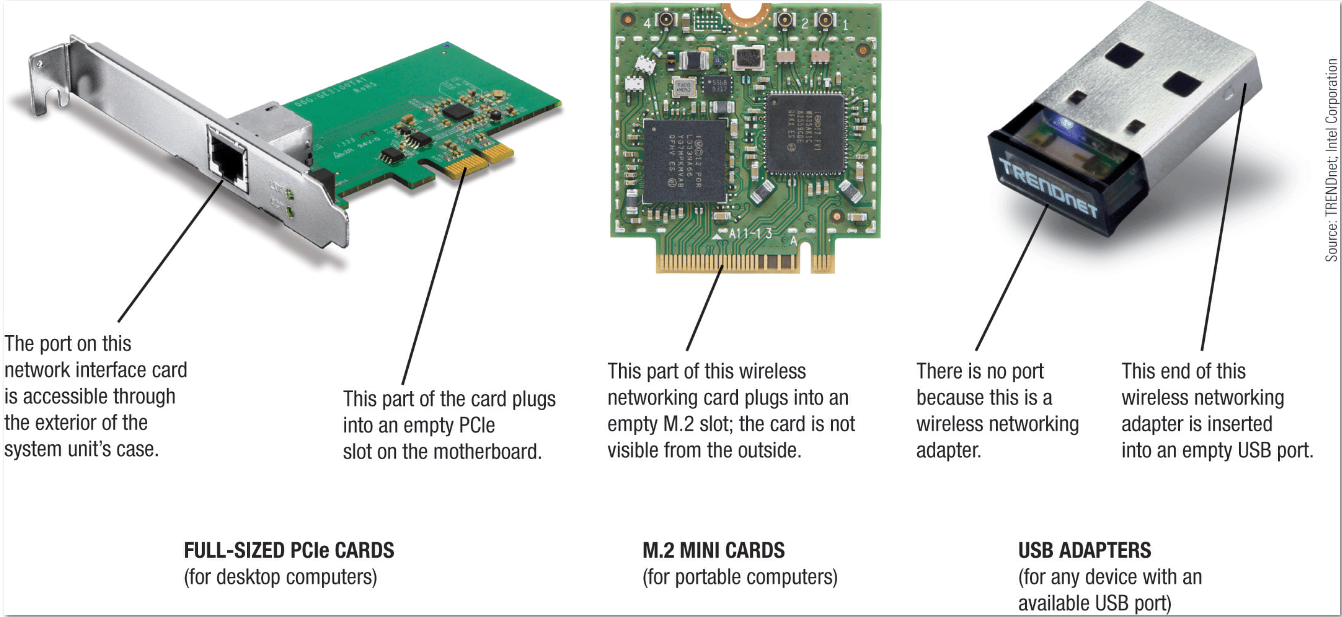 4
2
1
TRENDnet
A11-13
A
Source: TRENDnet; Intel Corporation
The port on this
network interface card
is accessible through
the exterior of the
system unit's case.
This part of the card plugs
into an empty PCIe
slot on the motherboard.
This part of this wireless
networking card plugs into an
empty M.2 slot; the card is not
visible from the outside.
There is no port
because this is a
wireless networking
adapter.
This end of this
wireless networking
adapter is inserted
into an empty USB port.
FULL-SIZED PCIe CARDS
(for desktop computers)
M.2 MINI CARDS
(for portable computers)
USB ADAPTERS
(for any device with an
available USB port)